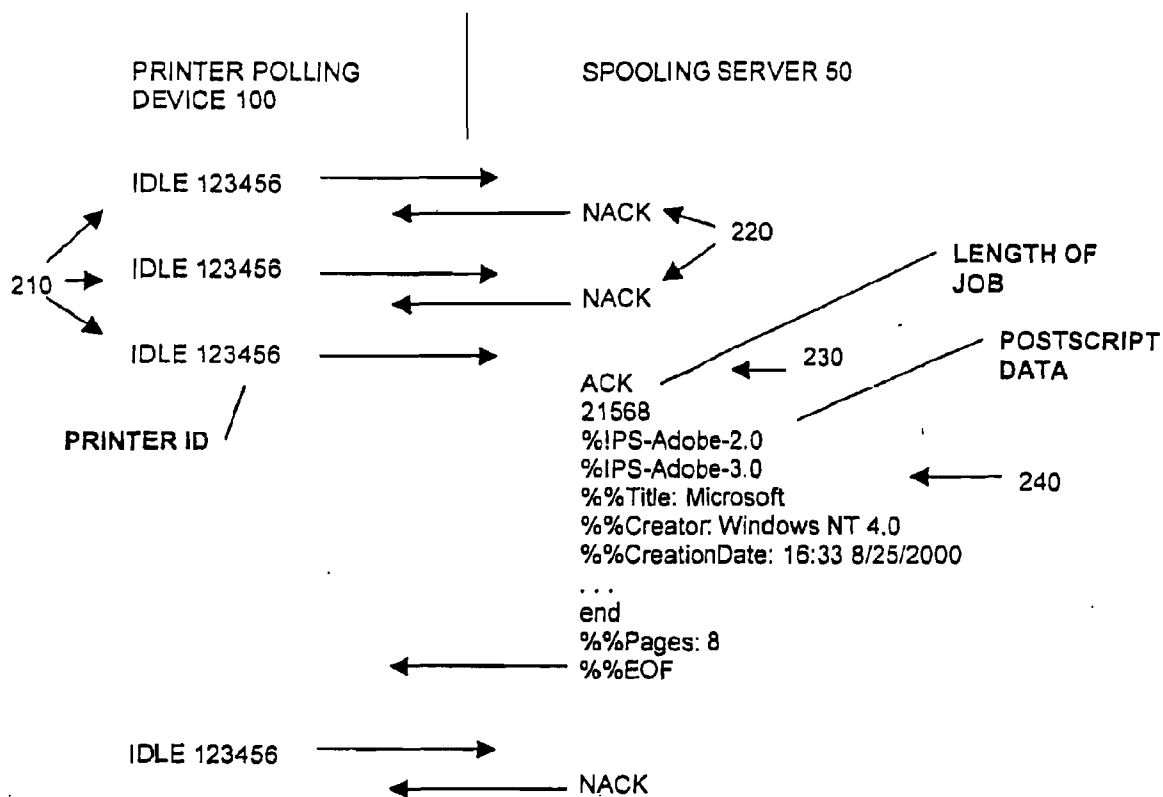 PRINTER POLLING
DEVICE 100
SPOOLING SERVER 50
IDLE 123456
NACK
220
210
IDLE 123456
NACK
LENGTH OF
JOB
IDLE 123456
230
POSTSCRIPT
DATA
PRINTER ID
ACK
21568
%!PS-Adobe-2.0
%!PS-Adobe-3.0
240
%%Title: Microsoft
%%Creator: Windows NT 4.0
%%CreationDate: 16:33 8/25/2000
. . .
end
%%Pages: 8
%%EOF
IDLE 123456
NACK